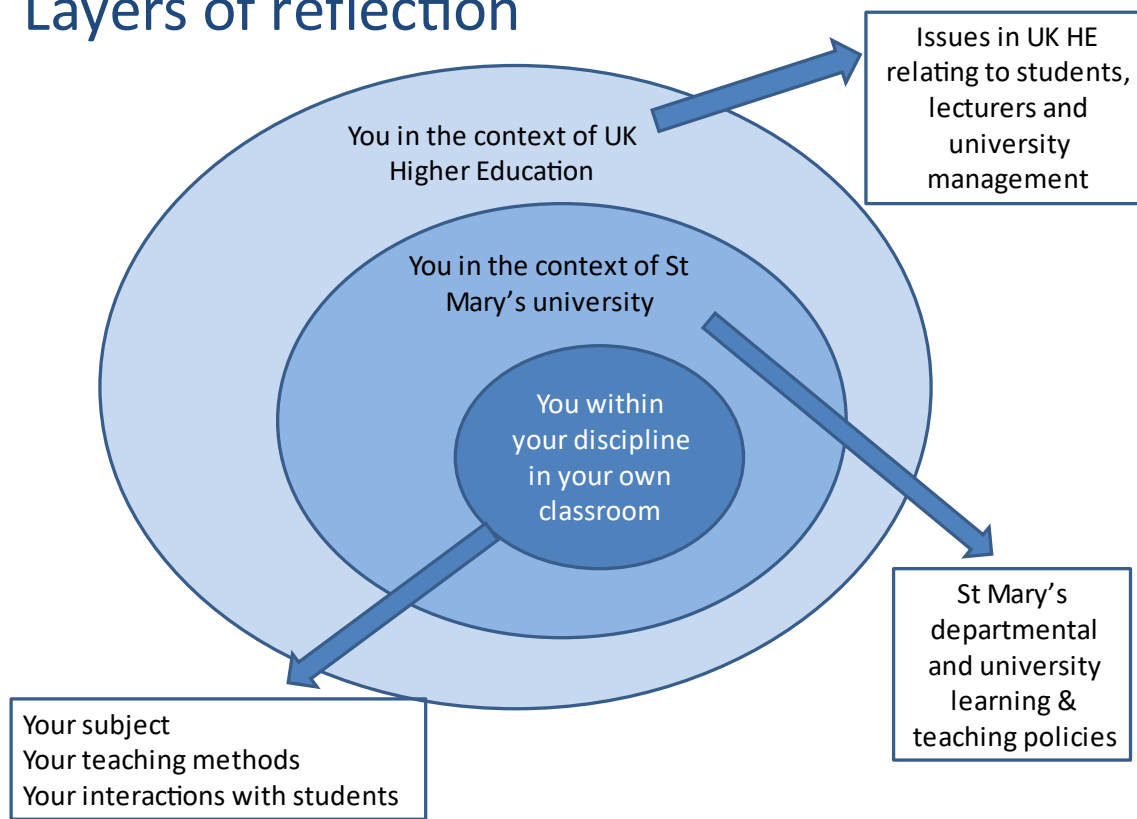 Layers of reflection
Issues in UK HE
relating to students,
lecturers and
university
management
You in the context of UK
Higher Education
You in the context of St
Mary’s university
You within
your discipline
in your own
classroom
St Mary’s
departmental
and university
learning &
teaching policies
Your subject
Your teaching methods
Your interactions with students